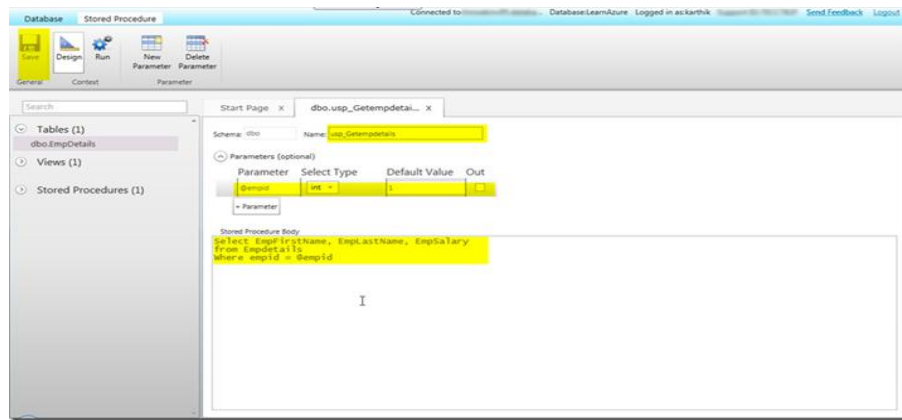 Connected to Database:LearnAzure Logged in as:karthik Send Feedback Logout
Database Stored Procedure
Save Design Run New Parameter Delete Parameter
General Context Parameter
Search
Start Page x dbo.usp_Getempdetai... x
Tables (1)
dbo.EmpDetails
Views (1)
Stored Procedures (1)
Schema: dbo Name: usp_Getempdetails
Parameters (optional)
Parameter Select Type Default Value Out
@empid int 1
+ Parameter
Stored Procedure Body
Select EmpFirstName, EmpLastName, EmpSalary
from Empdetails
Where empid = @empid